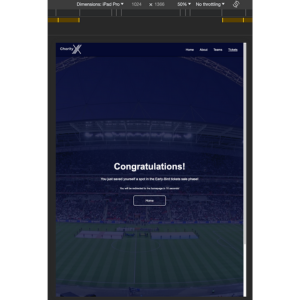 Dimensions: iPad Pro ▼ 1024 × 1366 50% ▼ No throttling ▼
Charity X
Home About Teams Tickets
Congratulations!
You just saved yourself a spot in the Early-Bird tickets sale phase!
You will be redirected to the homepage in 10 seconds!
Home